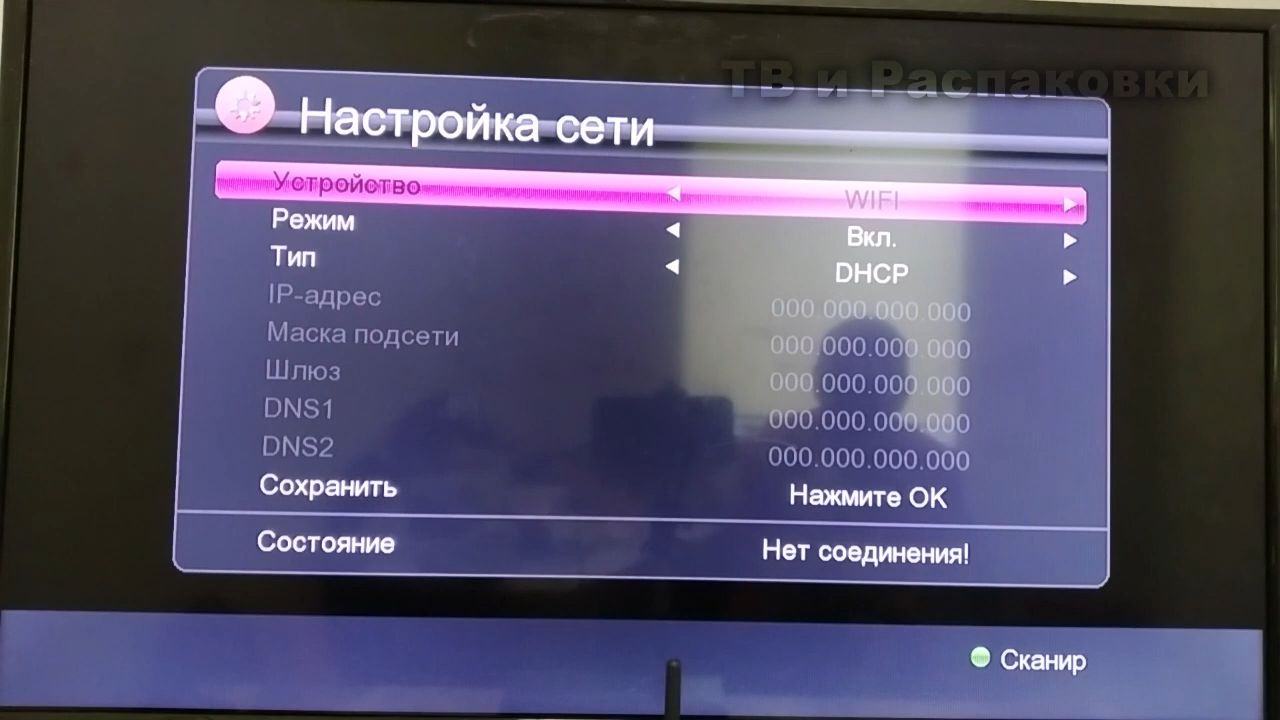 ТВ и Распаковки
Настройка сети
Устройство WIFI
Режим Вкл.
Тип DHCP
IP-адрес 000.000.000.000
Маска подсети 000.000.000.000
Шлюз 000.000.000.000
DNS1 000.000.000.000
DNS2 000.000.000.000
Сохранить Нажмите OK
Состояние Нет соединения!
Сканир